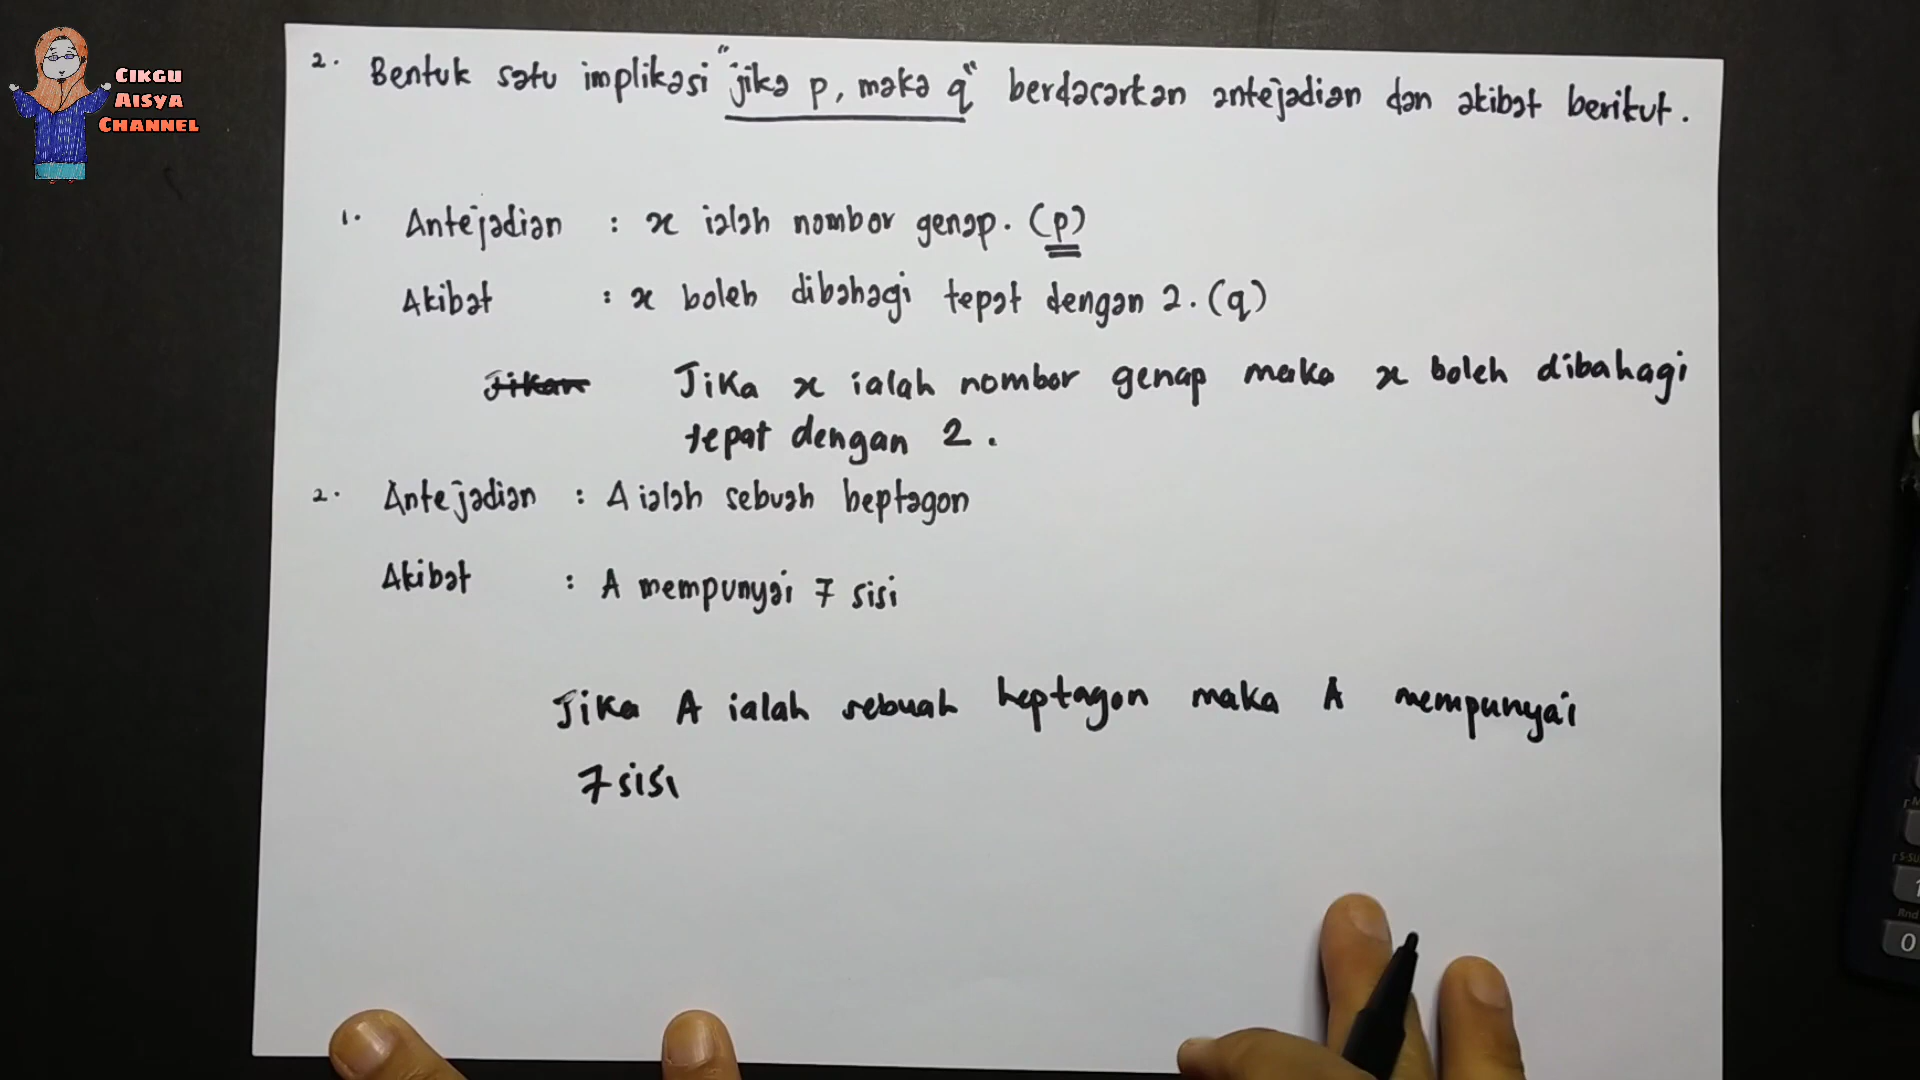 Cikgu
Aisya
Channel
2. Bentuk satu implikasi "jika p, maka q" berdasarkan antejadian dan akibat berikut.
1. Antejadian : x ialah nombor genap. (p)
Akibat : x boleh dibahagi tepat dengan 2. (q)
Jika x ialah nombor genap maka x boleh dibahagi
tepat dengan 2.
2. Antejadian : A ialah sebuah heptagon
Akibat : A mempunyai 7 sisi
Jika A ialah sebuah heptagon maka A mempunyai
7 sisi
Rnd
0